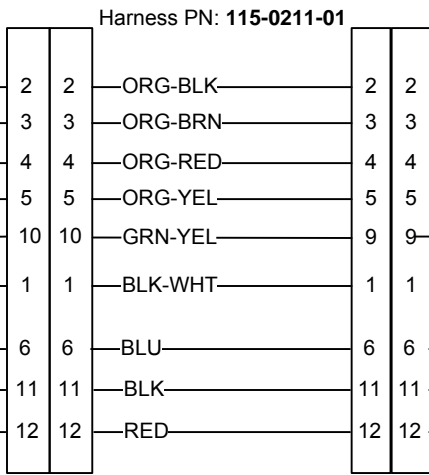 Harness PN: 115-0211-01
2 2 ORG-BLK 2 2
3 3 ORG-BRN 3 3
4 4 ORG-RED 4 4
5 5 ORG-YEL 5 5
10 10 GRN-YEL 9 9
1 1 BLK-WHT 1 1
6 6 BLU 6 6
11 11 BLK 11 11
12 12 RED 12 12